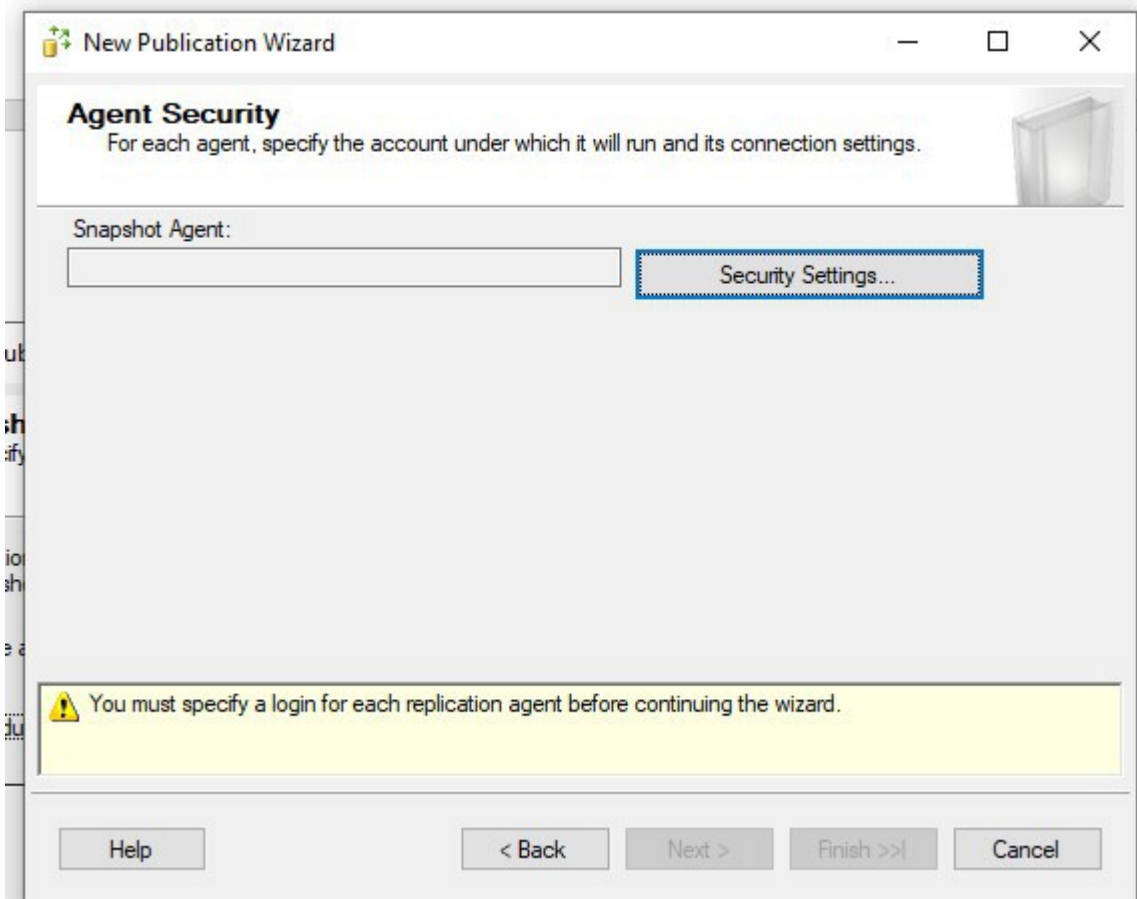 New Publication Wizard
Agent Security
For each agent, specify the account under which it will run and its connection settings.
Snapshot Agent:
Security Settings...
You must specify a login for each replication agent before continuing the wizard.
Help
< Back
Next >
Finish >>|
Cancel